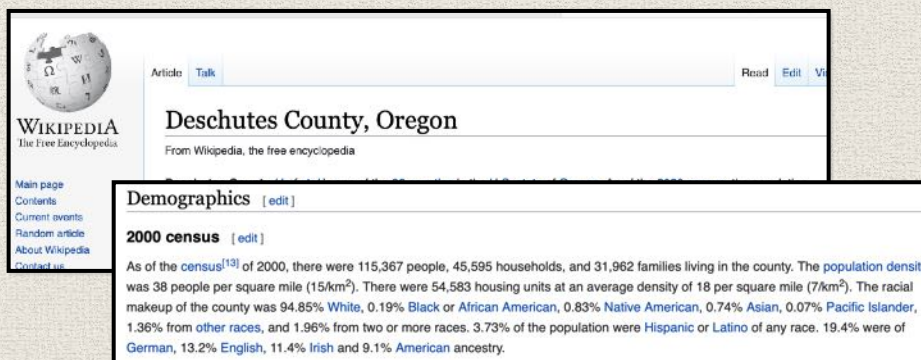 WIKIPEDIA
The Free Encyclopedia
Main page
Contents
Current events
Random article
About Wikipedia
Contact us
Article Talk
Read Edit
Deschutes County, Oregon
From Wikipedia, the free encyclopedia
Demographics [ edit ]
2000 census [ edit ]
As of the census[13] of 2000, there were 115,367 people, 45,595 households, and 31,962 families living in the county. The population densit
was 38 people per square mile (15/km²). There were 54,583 housing units at an average density of 18 per square mile (7/km²). The racial
makeup of the county was 94.85% White, 0.19% Black or African American, 0.83% Native American, 0.74% Asian, 0.07% Pacific Islander,
1.36% from other races, and 1.96% from two or more races. 3.73% of the population were Hispanic or Latino of any race. 19.4% were of
German, 13.2% English, 11.4% Irish and 9.1% American ancestry.